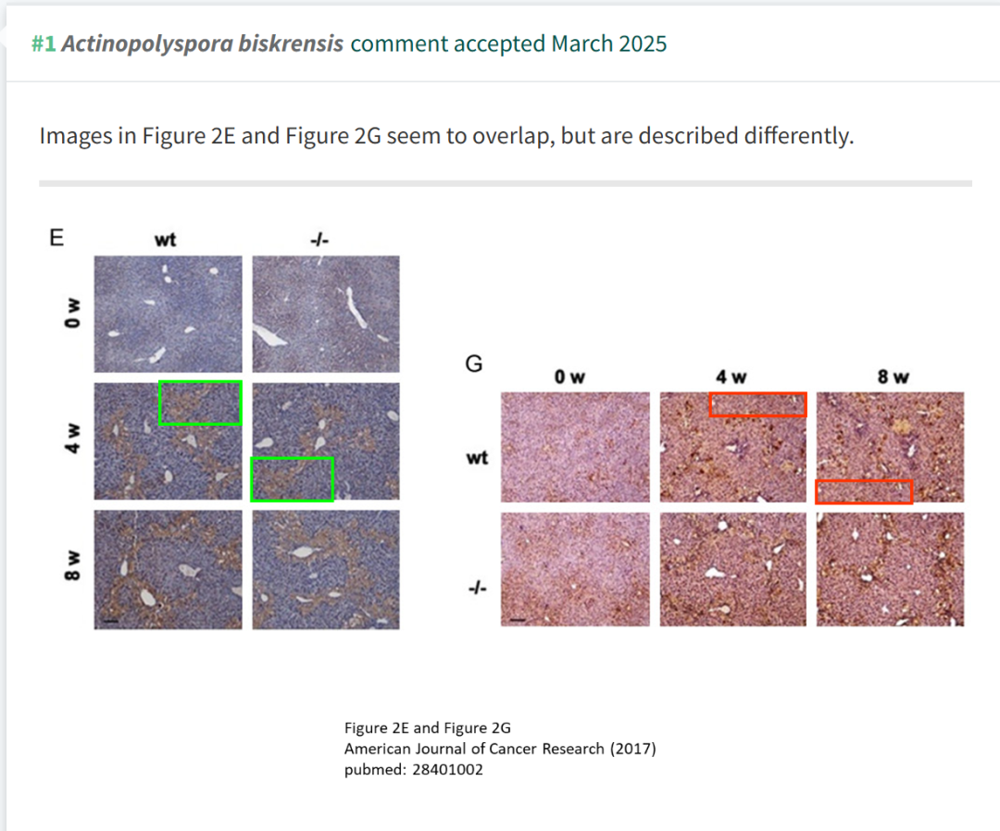 #1 Actinopolyspora biskrensis comment accepted March 2025
Images in Figure 2E and Figure 2G seem to overlap, but are described differently.
E
wt -/-
0 w
4 w
8 w
G
0 w 4 w 8 w
wt
-/-
Figure 2E and Figure 2G
American Journal of Cancer Research (2017)
pubmed: 28401002